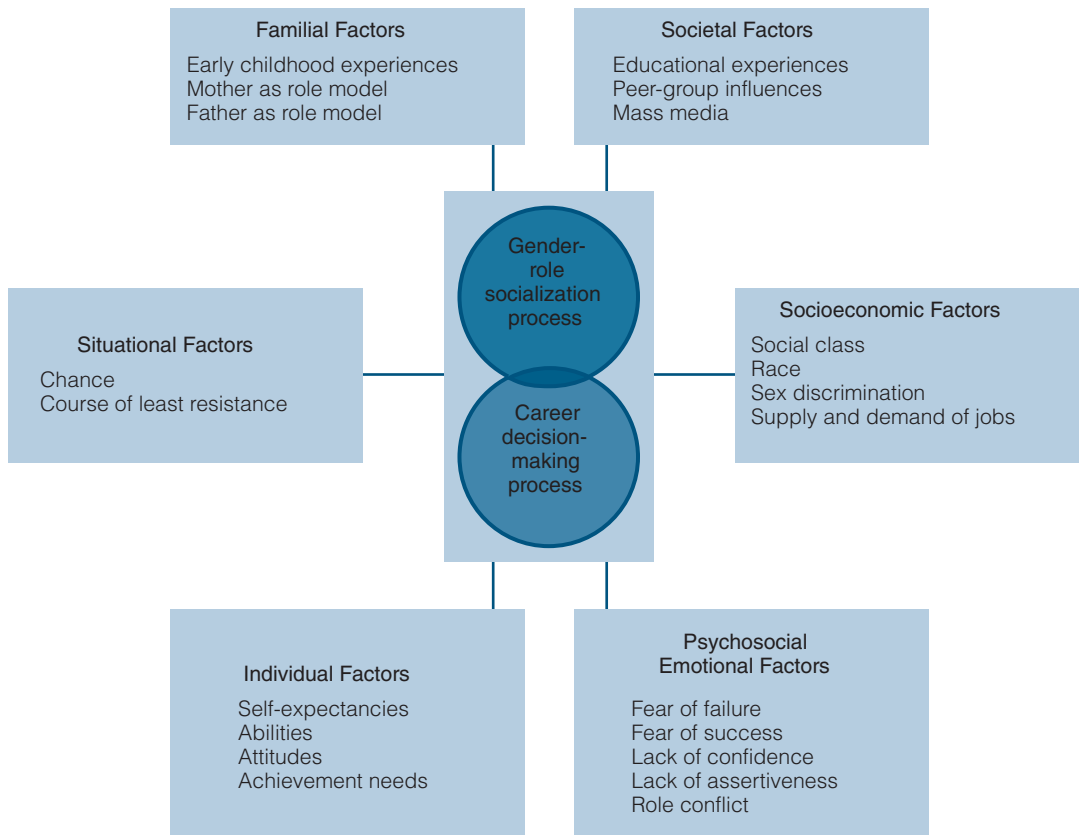 Familial Factors
Early childhood experiences
Mother as role model
Father as role model
Societal Factors
Educational experiences
Peer-group influences
Mass media
Gender-
role
socialization
process
Situational Factors
Chance
Course of least resistance
Socioeconomic Factors
Social class
Race
Sex discrimination
Supply and demand of jobs
Career
decision-
making
process
Individual Factors
Self-expectancies
Abilities
Attitudes
Achievement needs
Psychosocial
Emotional Factors
Fear of failure
Fear of success
Lack of confidence
Lack of assertiveness
Role conflict